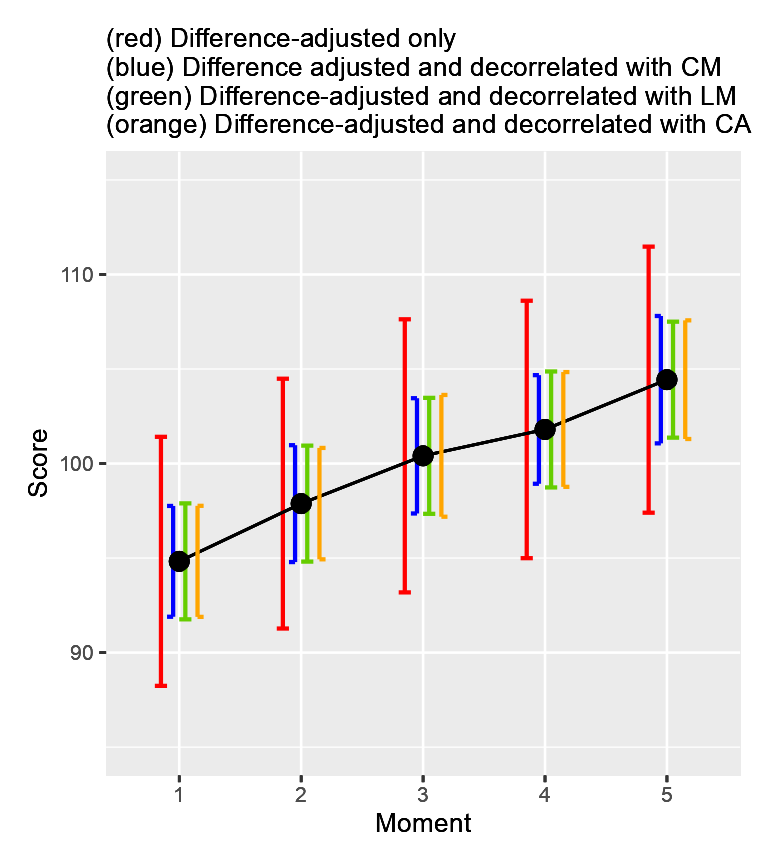 (red) Difference-adjusted only
(blue) Difference adjusted and decorrelated with CM
(green) Difference-adjusted and decorrelated with LM
(orange) Difference-adjusted and decorrelated with CA
110
100
90
Score
1 2 3 4 5
Moment